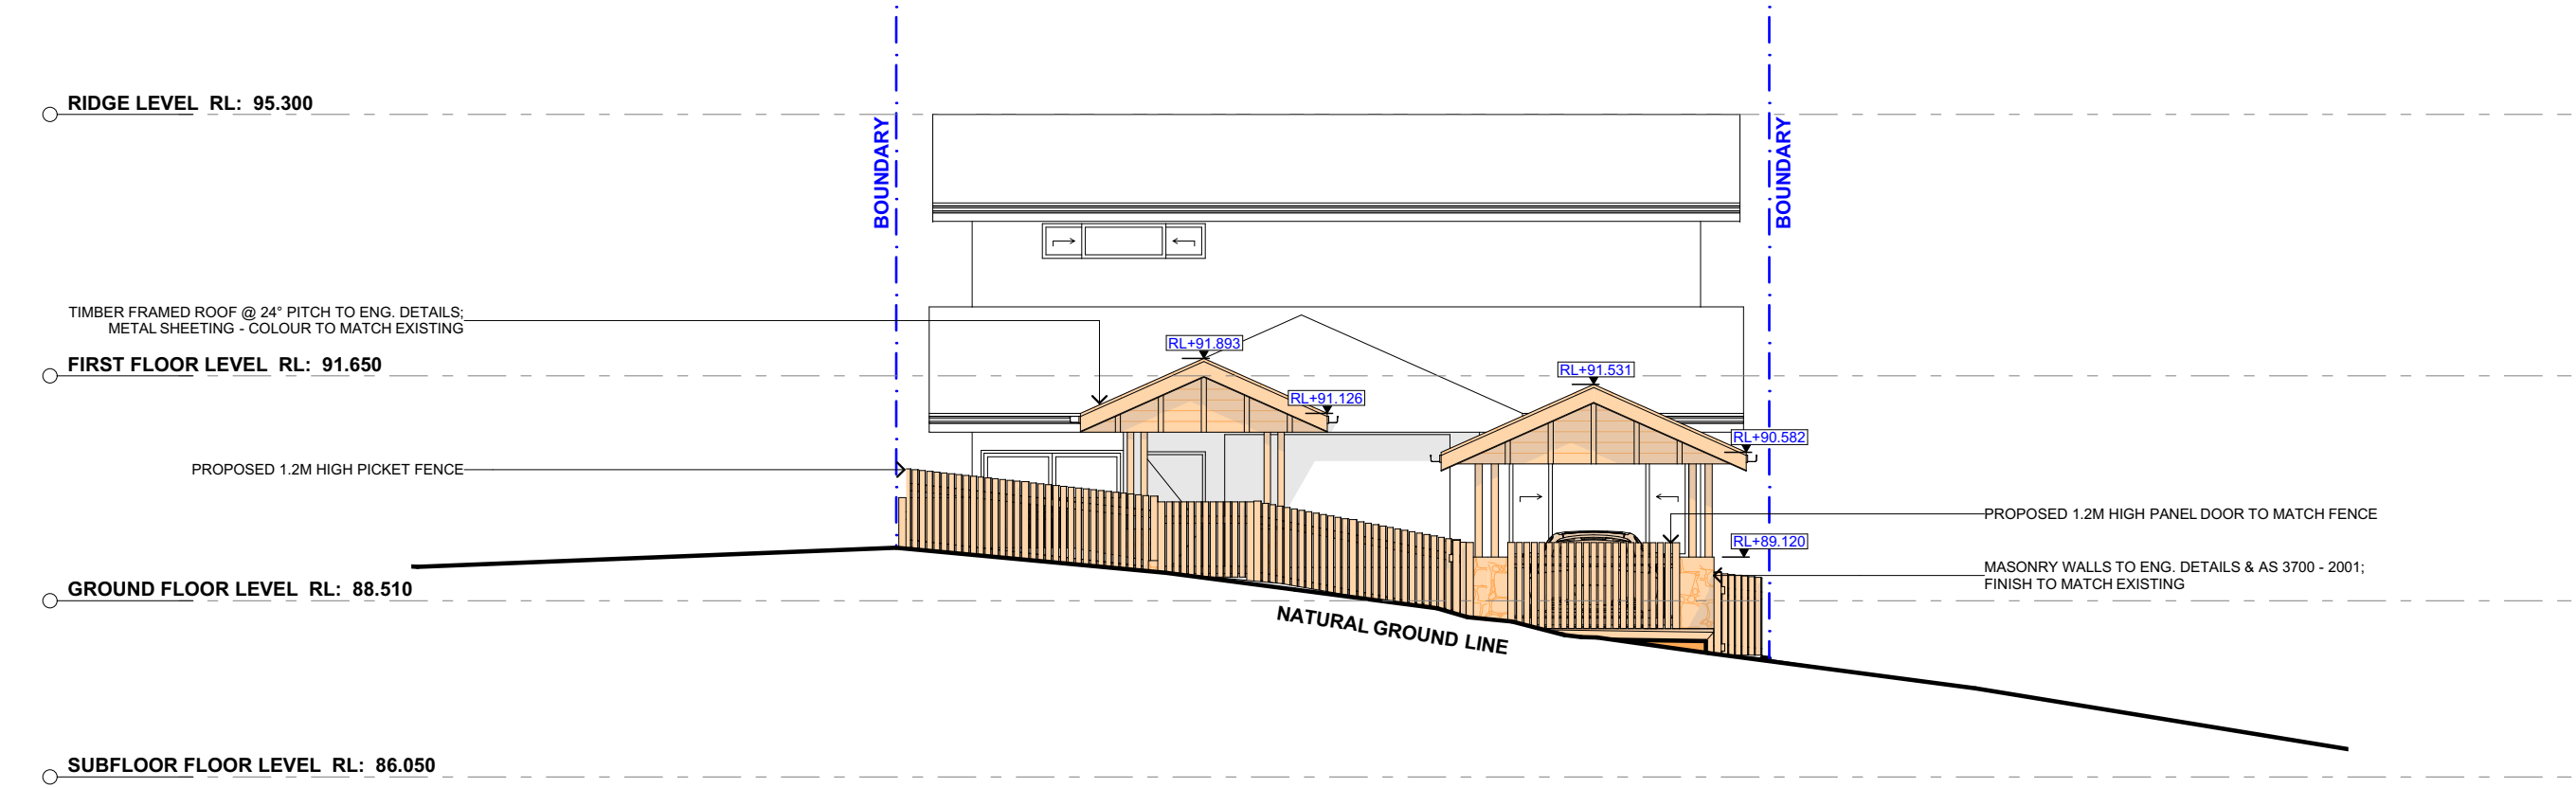 RIDGE LEVEL  RL:  95.300
BOUNDARY
BOUNDARY
TIMBER FRAMED ROOF @ 24° PITCH TO ENG. DETAILS;
METAL SHEETING - COLOUR TO MATCH EXISTING
RL+91.893
FIRST FLOOR LEVEL  RL:  91.650
RL+91.531
RL+91.126
RL+90.582
PROPOSED 1.2M HIGH PICKET FENCE
PROPOSED 1.2M HIGH PANEL DOOR TO MATCH FENCE
RL+89.120
MASONRY WALLS TO ENG. DETAILS & AS 3700 - 2001;
FINISH TO MATCH EXISTING
GROUND FLOOR LEVEL  RL:  88.510
NATURAL GROUND LINE
SUBFLOOR FLOOR LEVEL  RL:  86.050